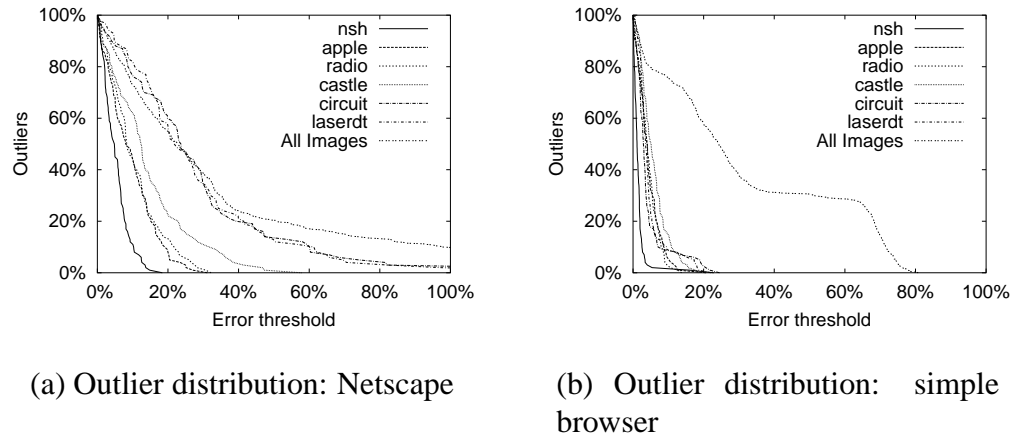 100%
80%
60%
40%
20%
0%
Outliers
0% 20% 40% 60% 80% 100%
Error threshold
nsh
apple
radio
castle
circuit
laserdt
All Images
(a) Outlier distribution: Netscape
100%
80%
60%
40%
20%
0%
Outliers
0% 20% 40% 60% 80% 100%
Error threshold
nsh
apple
radio
castle
circuit
laserdt
All Images
(b) Outlier distribution: simple
browser